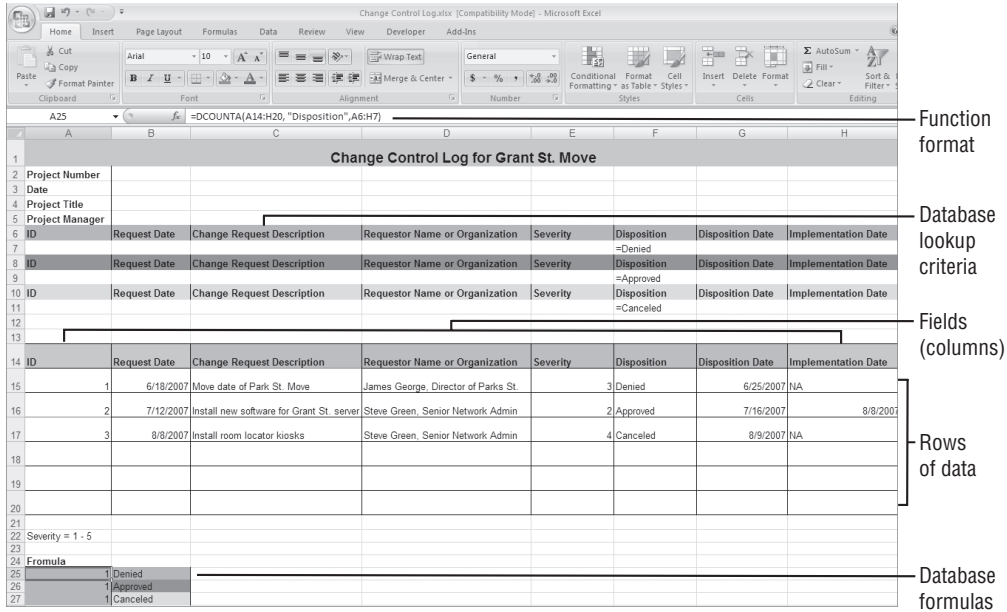 Change Control Log.xlsx [Compatibility Mode] - Microsoft Excel
Home Insert Page Layout Formulas Data Review View Developer Add-Ins
Cut
Copy
Format Painter
Paste
Clipboard
Arial 10
B I U
Font
Wrap Text
Merge & Center
Alignment
General
$ % ,
Number
Conditional Formatting
Format as Table
Cell Styles
Styles
Insert Delete Format
Cells
Σ AutoSum
Fill
Clear
Sort & Filter
Editing
A25 fx =DCOUNTA(A14:H20, "Disposition",A6:H7)
Function format
A B C D E F G H
1 Change Control Log for Grant St. Move
2 Project Number
3 Date
4 Project Title
5 Project Manager
6 ID Request Date Change Request Description Requestor Name or Organization Severity Disposition Disposition Date Implementation Date
7 =Denied
8 ID Request Date Change Request Description Requestor Name or Organization Severity Disposition Disposition Date Implementation Date
9 =Approved
10 ID Request Date Change Request Description Requestor Name or Organization Severity Disposition Disposition Date Implementation Date
11 =Canceled
12
13
Database lookup criteria
Fields (columns)
14 ID Request Date Change Request Description Requestor Name or Organization Severity Disposition Disposition Date Implementation Date
15 1 6/18/2007 Move date of Park St. Move James George, Director of Parks St. 3 Denied 6/25/2007 NA
16 2 7/12/2007 Install new software for Grant St. server Steve Green, Senior Network Admin 2 Approved 7/16/2007 8/8/2007
17 3 8/8/2007 Install room locator kiosks Steve Green, Senior Network Admin 4 Canceled 8/9/2007 NA
18
19
20
Rows of data
21
22 Severity = 1 - 5
23
24 Fromula
25 1 Denied
26 1 Approved
27 1 Canceled
Database formulas